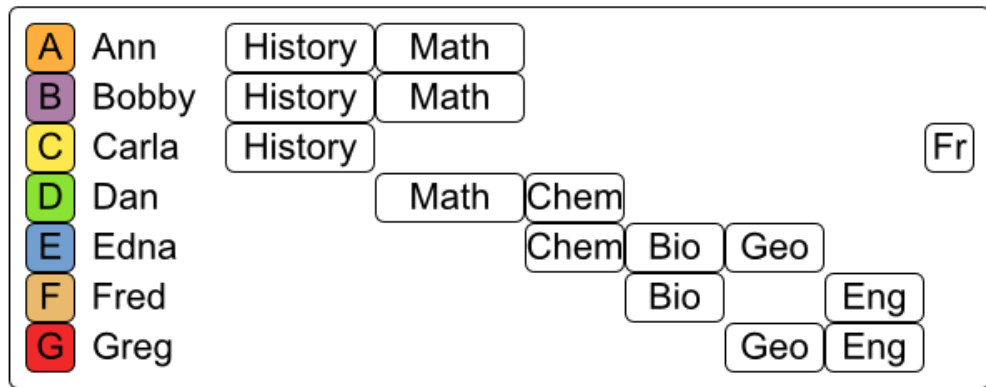 A Ann History Math
B Bobby History Math
C Carla History Fr
D Dan Math Chem
E Edna Chem Bio Geo
F Fred Bio Eng
G Greg Geo Eng